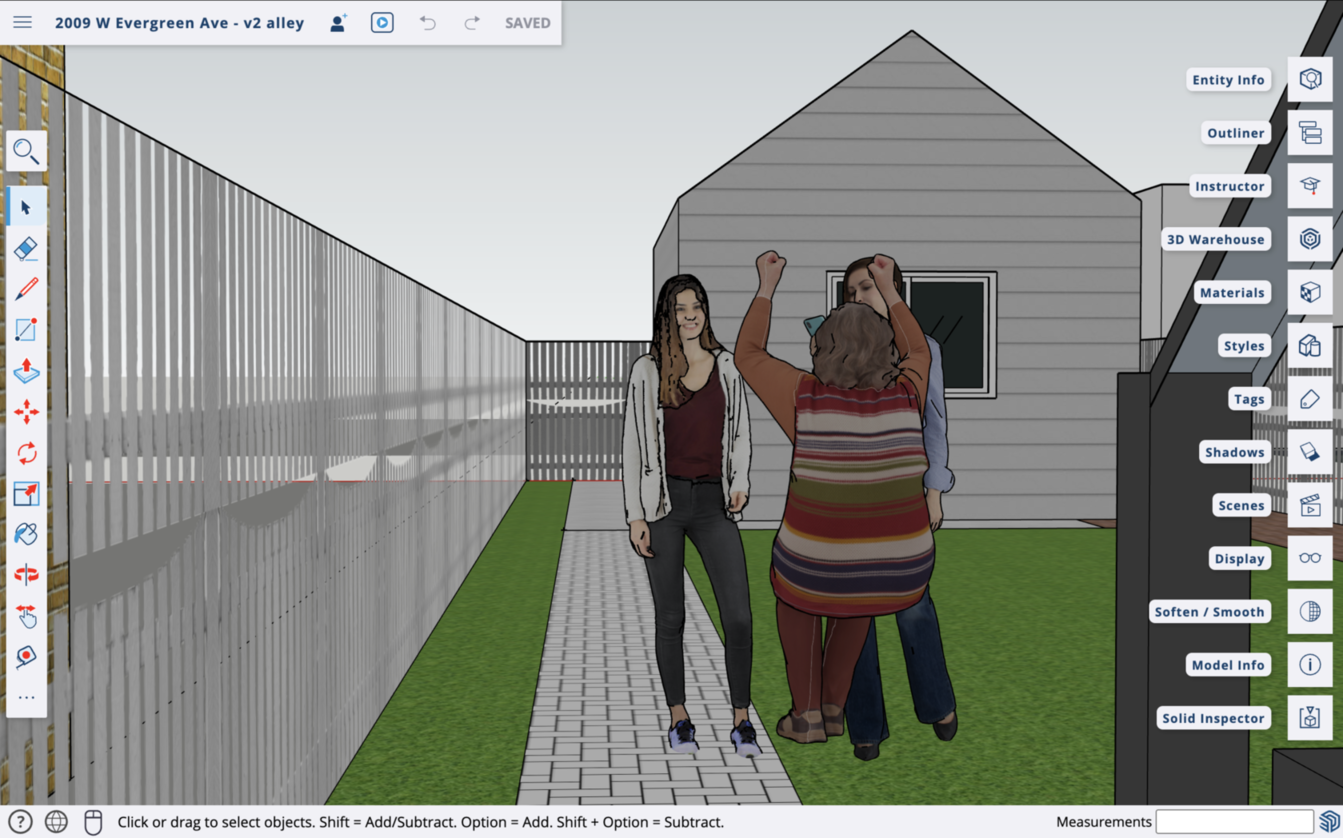 2009 W Evergreen Ave - v2 alley
SAVED
Entity Info
Outliner
Instructor
3D Warehouse
Materials
Styles
Tags
Shadows
Scenes
Display
Soften / Smooth
Model Info
Solid Inspector
Click or drag to select objects. Shift = Add/Subtract. Option = Add. Shift + Option = Subtract.
Measurements